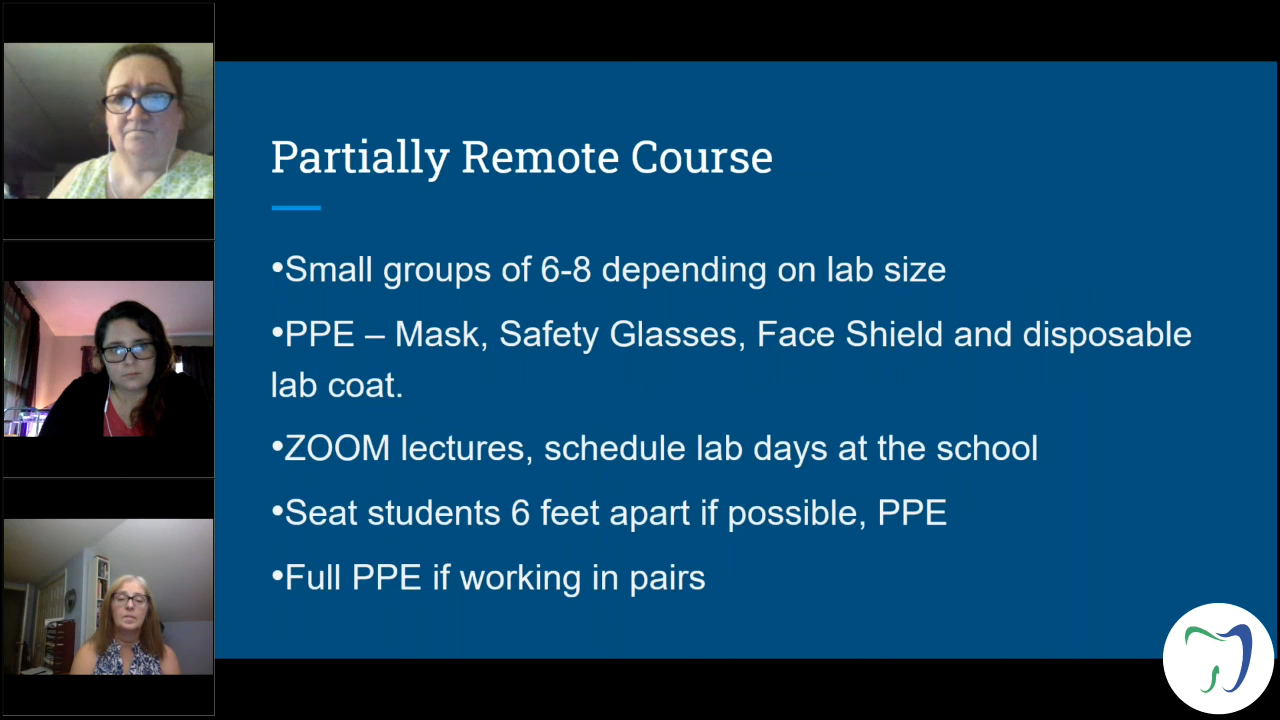 Partially Remote Course
•Small groups of 6-8 depending on lab size
•PPE – Mask, Safety Glasses, Face Shield and disposable
lab coat.
•ZOOM lectures, schedule lab days at the school
•Seat students 6 feet apart if possible, PPE
•Full PPE if working in pairs